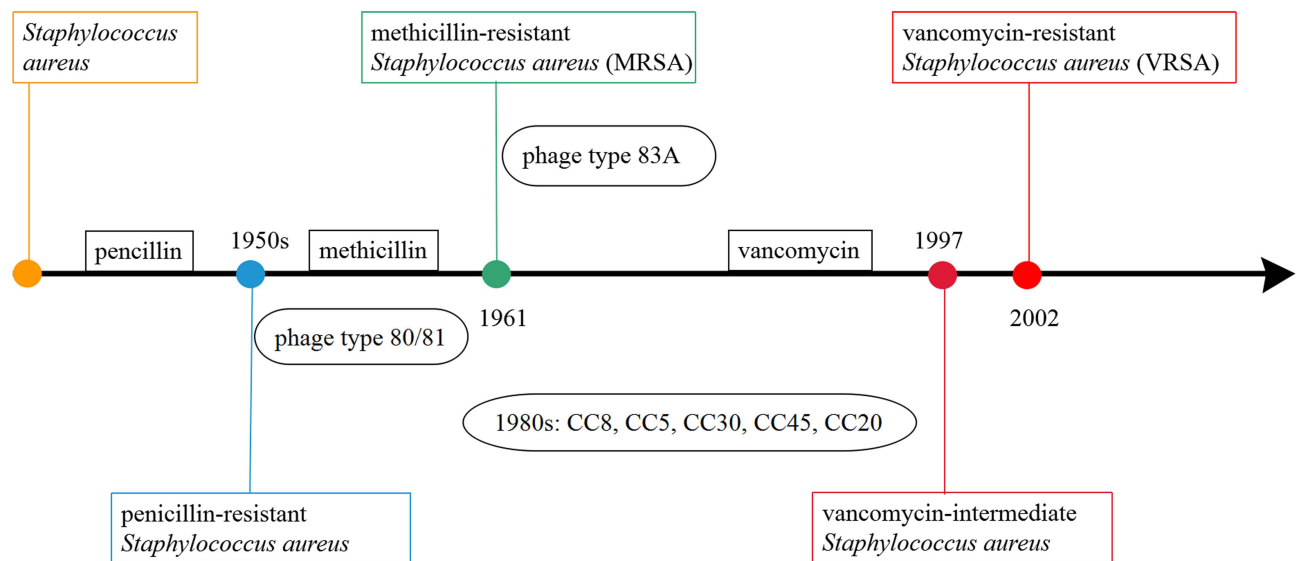 Staphylococcus
aureus
methicillin-resistant
Staphylococcus aureus (MRSA)
vancomycin-resistant
Staphylococcus aureus (VRSA)
phage type 83A
pencillin
1950s
methicillin
vancomycin
1997
1961
2002
phage type 80/81
1980s: CC8, CC5, CC30, CC45, CC20
penicillin-resistant
Staphylococcus aureus
vancomycin-intermediate
Staphylococcus aureus